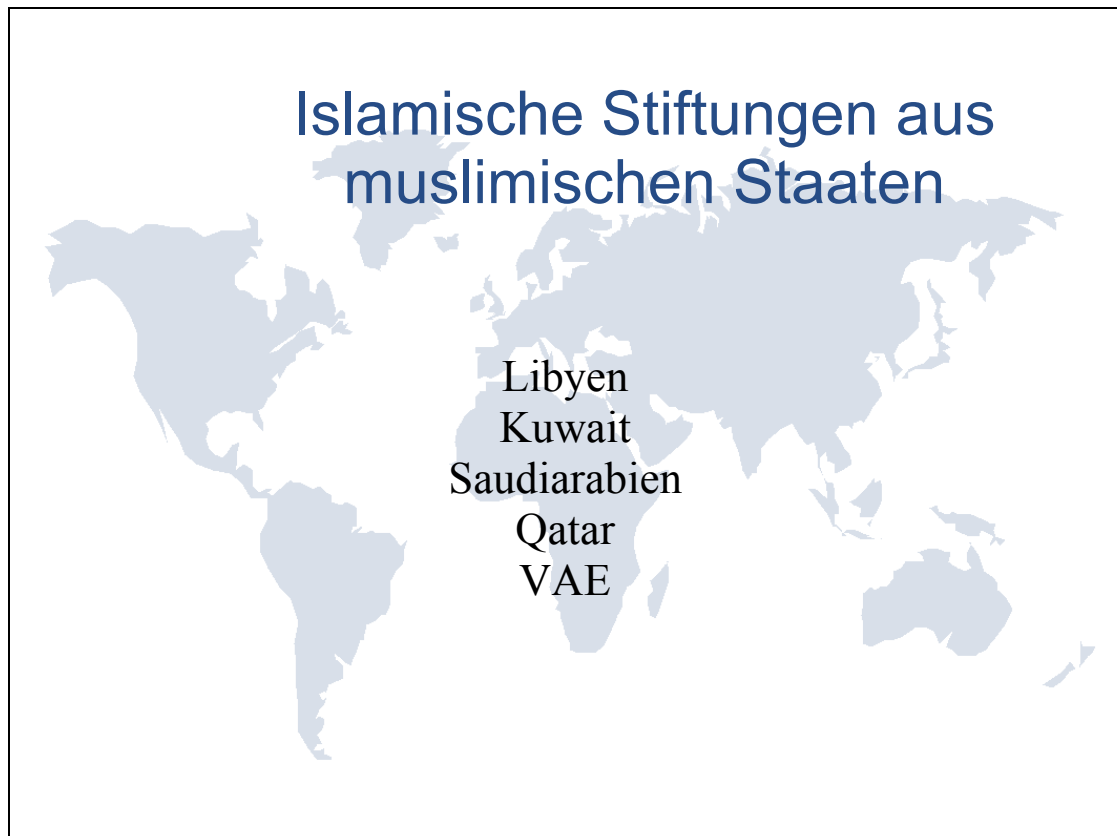 Islamische Stiftungen aus
muslimischen Staaten
Libyen
Kuwait
Saudiarabien
Qatar
VAE